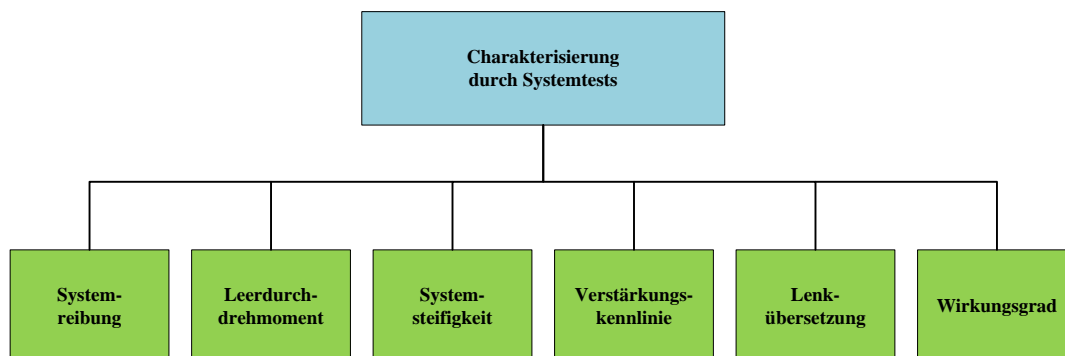 Charakterisierung
durch Systemtests
System-
reibung
Leerdurch-
drehmoment
System-
steifigkeit
Verstärkungs-
kennlinie
Lenk-
übersetzung
Wirkungsgrad